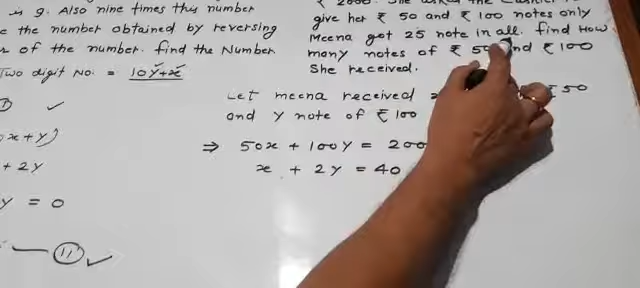 is 9. Also nine times this number
the number obtained by reversing
of the number. find the Number
Two digit No. = 10y+x
x+y)
+ 2y
y = 0
11
₹ 2000. She asked the cashier to
give her ₹ 50 and ₹ 100 notes only
Meena got 25 note in all. find How
many notes of ₹ 50 and ₹ 100
She received.
Let meena received ₹ 50
and y note of ₹ 100
⇒ 50x + 100y = 200
x + 2y = 40